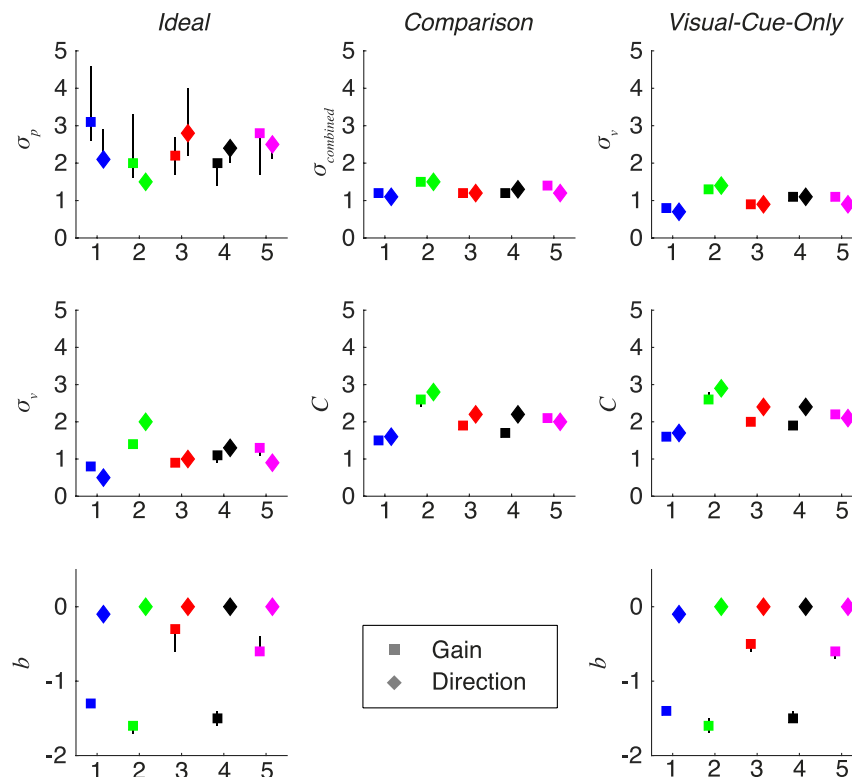 Ideal Comparison Visual-Cue-Only
5 5 5
4 4 4
3 3 3
2 2 2
1 1 1
0 0 0
σp σcombined σv
1 2 3 4 5 1 2 3 4 5 1 2 3 4 5
5 5 5
4 4 4
3 3 3
2 2 2
1 1 1
0 0 0
σv C C
1 2 3 4 5 1 2 3 4 5 1 2 3 4 5
0 0
-1 -1
-2 -2
b b
Gain
Direction
1 2 3 4 5 1 2 3 4 5